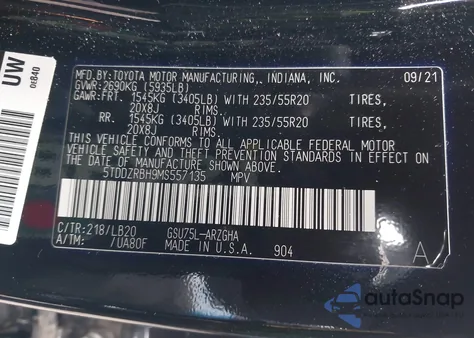 MFD.BY:TOYOTA MOTOR MANUFACTURING,, INDIANA, INC. 09/21
GVWR:2690KG (5935LB)
GAWR:FRT. 1545KG (3405LB) WITH 235/55R20 TIRES,
20X8J RIMS.
RR. 1545KG (3405LB) WITH 235/55R20 TIRES,
20X8J RIMS.
THIS VEHICLE CONFORMS TO ALL APPLICABLE FEDERAL MOTOR
VEHICLE SAFETY AND THEFT PREVENTION STANDARDS IN EFFECT ON
THE DATE OF MANUFACTURE SHOWN ABOVE.
5TDDZRBH9MS557135 MPV
C/TR:218/LB20 GSU75L-ARZGHA
A/TM: /UA80F MADE IN U.S.A. 904 A
UW
autoSnap